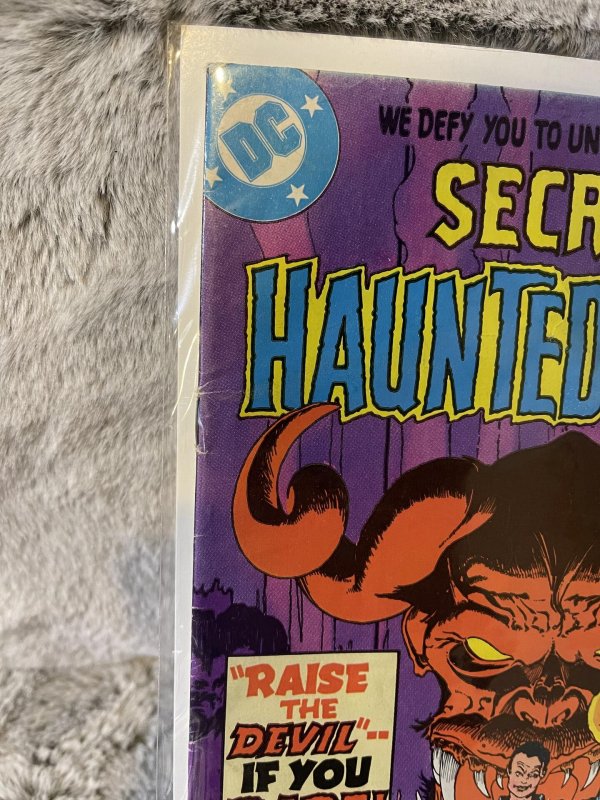 DC
WE DEFY YOU TO UN
SECR
HAUNTED
"RAISE
THE
DEVIL"--
IF YOU